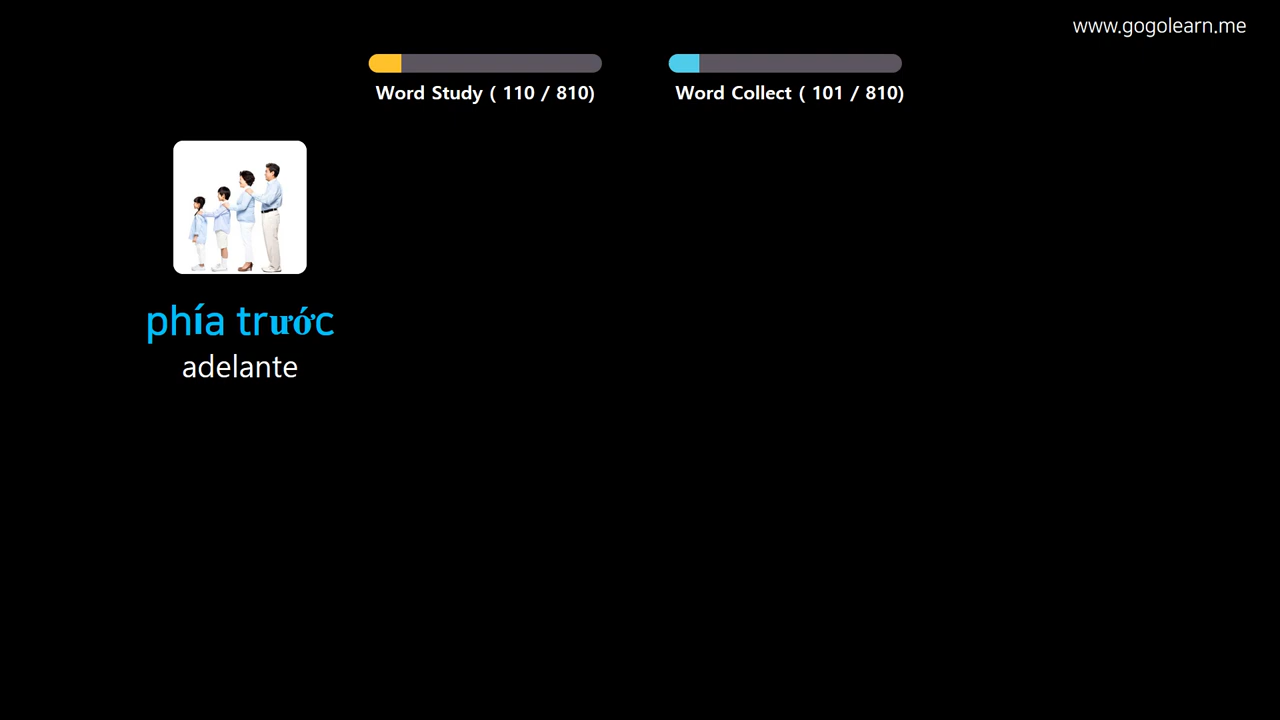 www.gogolearn.me
Word Study ( 110 / 810)
Word Collect ( 101 / 810)
phía trước
adelante